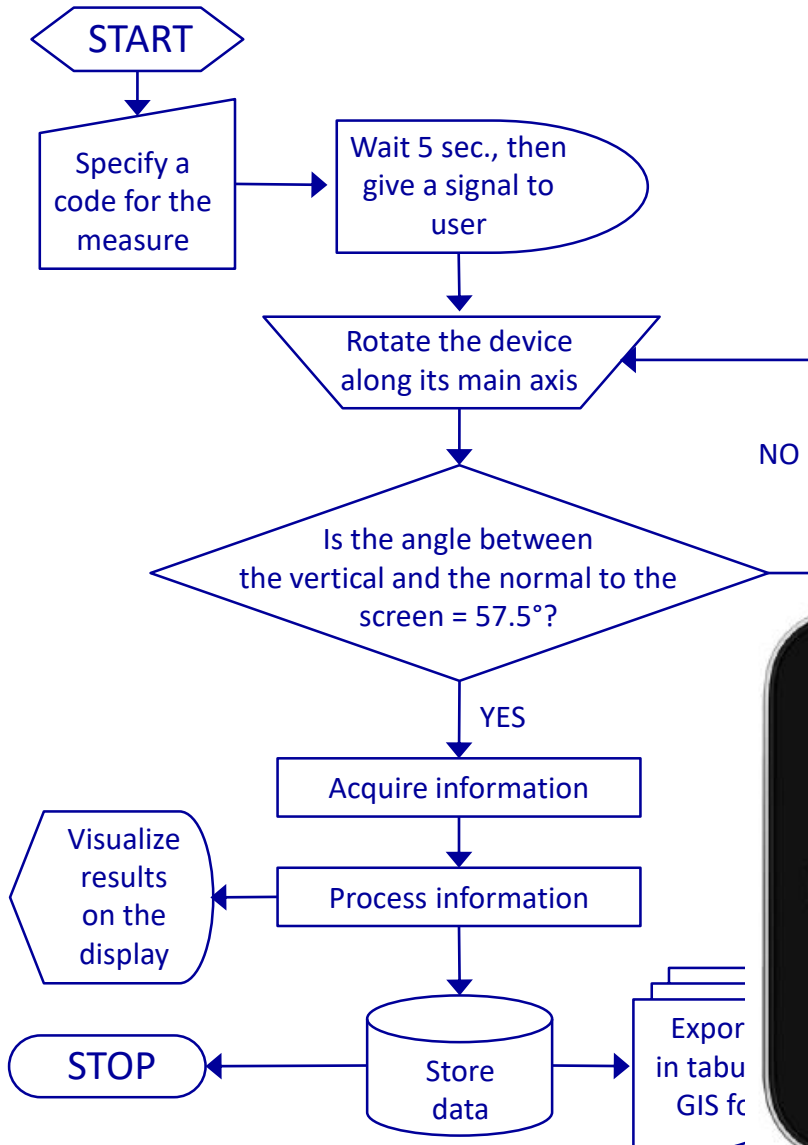 START
Specify a
code for the
measure
Wait 5 sec., then
give a signal to
user
Rotate the device
along its main axis
NO
Is the angle between
the vertical and the normal to the
screen = 57.5°?
YES
Acquire information
Visualize
results
on the
display
Process information
STOP
Store
data
in
GIS